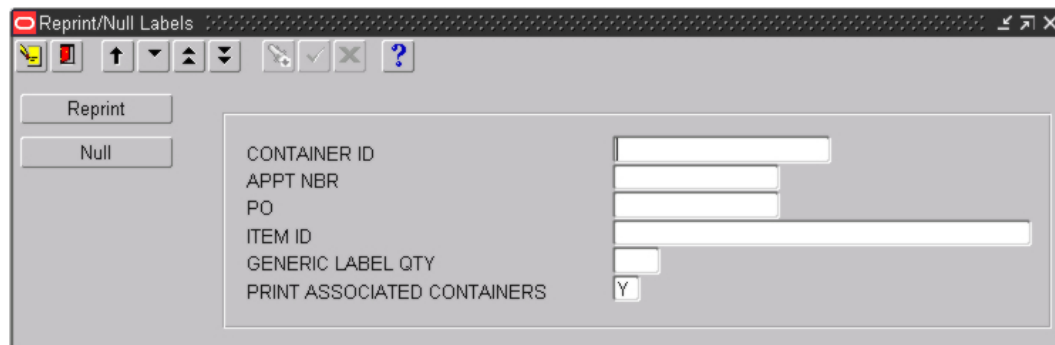 Reprint/Null Labels
?
Reprint
Null
CONTAINER ID
APPT NBR
PO
ITEM ID
GENERIC LABEL QTY
PRINT ASSOCIATED CONTAINERS Y